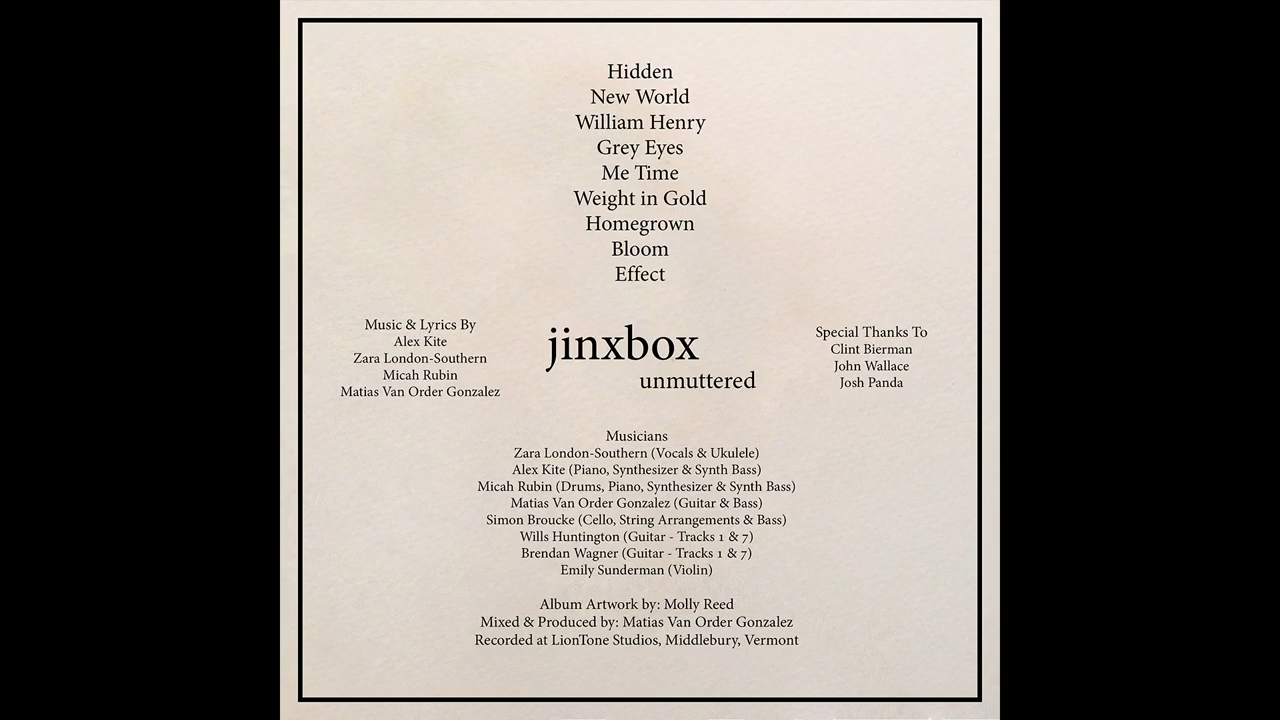 Hidden
New World
William Henry
Grey Eyes
Me Time
Weight in Gold
Homegrown
Bloom
Effect
Music & Lyrics By
Alex Kite
Zara London-Southern
Micah Rubin
Matias Van Order Gonzalez
jinxbox
unmuttered
Special Thanks To
Clint Bierman
John Wallace
Josh Panda
Musicians
Zara London-Southern (Vocals & Ukulele)
Alex Kite (Piano, Synthesizer & Synth Bass)
Micah Rubin (Drums, Piano, Synthesizer & Synth Bass)
Matias Van Order Gonzalez (Guitar & Bass)
Simon Broucke (Cello, String Arrangements & Bass)
Wills Huntington (Guitar - Tracks 1 & 7)
Brendan Wagner (Guitar - Tracks 1 & 7)
Emily Sunderman (Violin)
Album Artwork by: Molly Reed
Mixed & Produced by: Matias Van Order Gonzalez
Recorded at LionTone Studios, Middlebury, Vermont